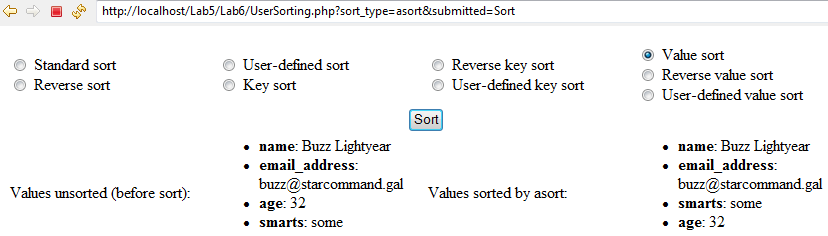 http://localhost/Lab5/Lab6/UserSorting.php?sort_type=asort&submitted=Sort
Standard sort
Reverse sort
User-defined sort
Key sort
Reverse key sort
User-defined key sort
Value sort
Reverse value sort
User-defined value sort
Sort
Values unsorted (before sort):
name: Buzz Lightyear
email_address:
buzz@starcommand.gal
age: 32
smarts: some
Values sorted by asort:
name: Buzz Lightyear
email_address:
buzz@starcommand.gal
smarts: some
age: 32